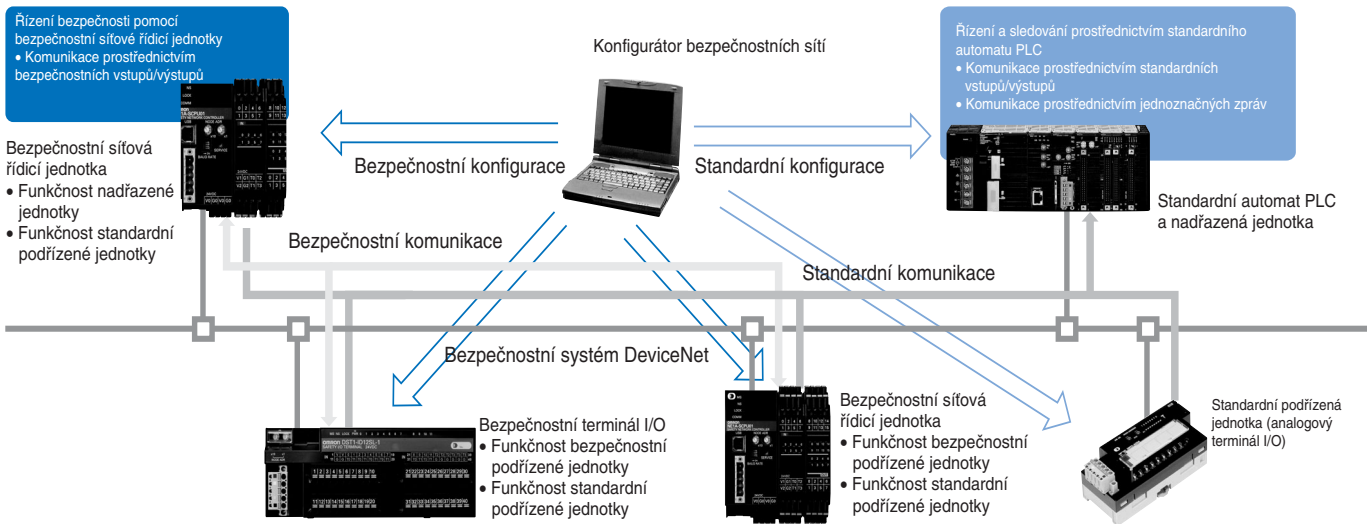 Řízení bezpečnosti pomocí
bezpečnostní síťové řídicí jednotky
• Komunikace prostřednictvím
bezpečnostních vstupů/výstupů
Konfigurátor bezpečnostních sítí
Řízení a sledování prostřednictvím standardního
automatu PLC
• Komunikace prostřednictvím standardních
vstupů/výstupů
• Komunikace prostřednictvím jednoznačných zpráv
Bezpečnostní síťová
řídicí jednotka
• Funkčnost nadřazené
jednotky
• Funkčnost standardní
podřízené jednotky
Bezpečnostní konfigurace
Standardní konfigurace
Standardní automat PLC
a nadřazená jednotka
Bezpečnostní komunikace
Standardní komunikace
Bezpečnostní systém DeviceNet
Bezpečnostní terminál I/O
• Funkčnost bezpečnostní
podřízené jednotky
• Funkčnost standardní
podřízené jednotky
Bezpečnostní síťová
řídicí jednotka
• Funkčnost bezpečnostní
podřízené jednotky
• Funkčnost standardní
podřízené jednotky
Standardní podřízená
jednotka (analogový
terminál I/O)